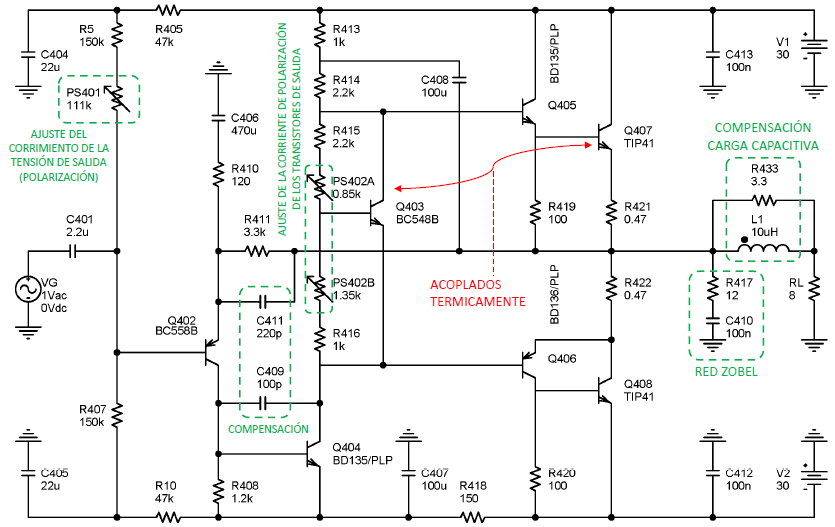 R5
150k
R405
47k
R413
1k
BD135/PLP
C404
22u
C413
100n
V1
30
PS401
111k
AJUSTE DEL
CORRIMIENTO DE LA
TENSIÓN DE SALIDA
(POLARIZACIÓN)
C406
470u
R410
120
AJUSTE DE LA CORRIENTE DE POLARIZACIÓN
DE LOS TRANSISTORES DE SALIDA
R414
2.2k
C408
100u
R415
2.2k
Q405
Q407
TIP41
COMPENSACIÓN
CARGA CAPACITIVA
R433
3.3
L1
10uH
PS402A
0.85k
Q403
BC548B
R419
100
R421
0.47
C401
2.2u
R411
3.3k
VG
1Vac
0Vdc
ACOPLADOS
TERMICAMENTE
PS402B
1.35k
BD136/PLP
R422
0.47
R417
12
RL
8
C410
100n
RED ZOBEL
Q402
BC558B
C411
220p
R416
1k
C409
100p
COMPENSACIÓN
Q406
Q408
TIP41
R407
150k
Q404
BD135/PLP
C405
22u
R10
47k
R408
1.2k
C407
100u
R418
150
R420
100
C412
100n
V2
30